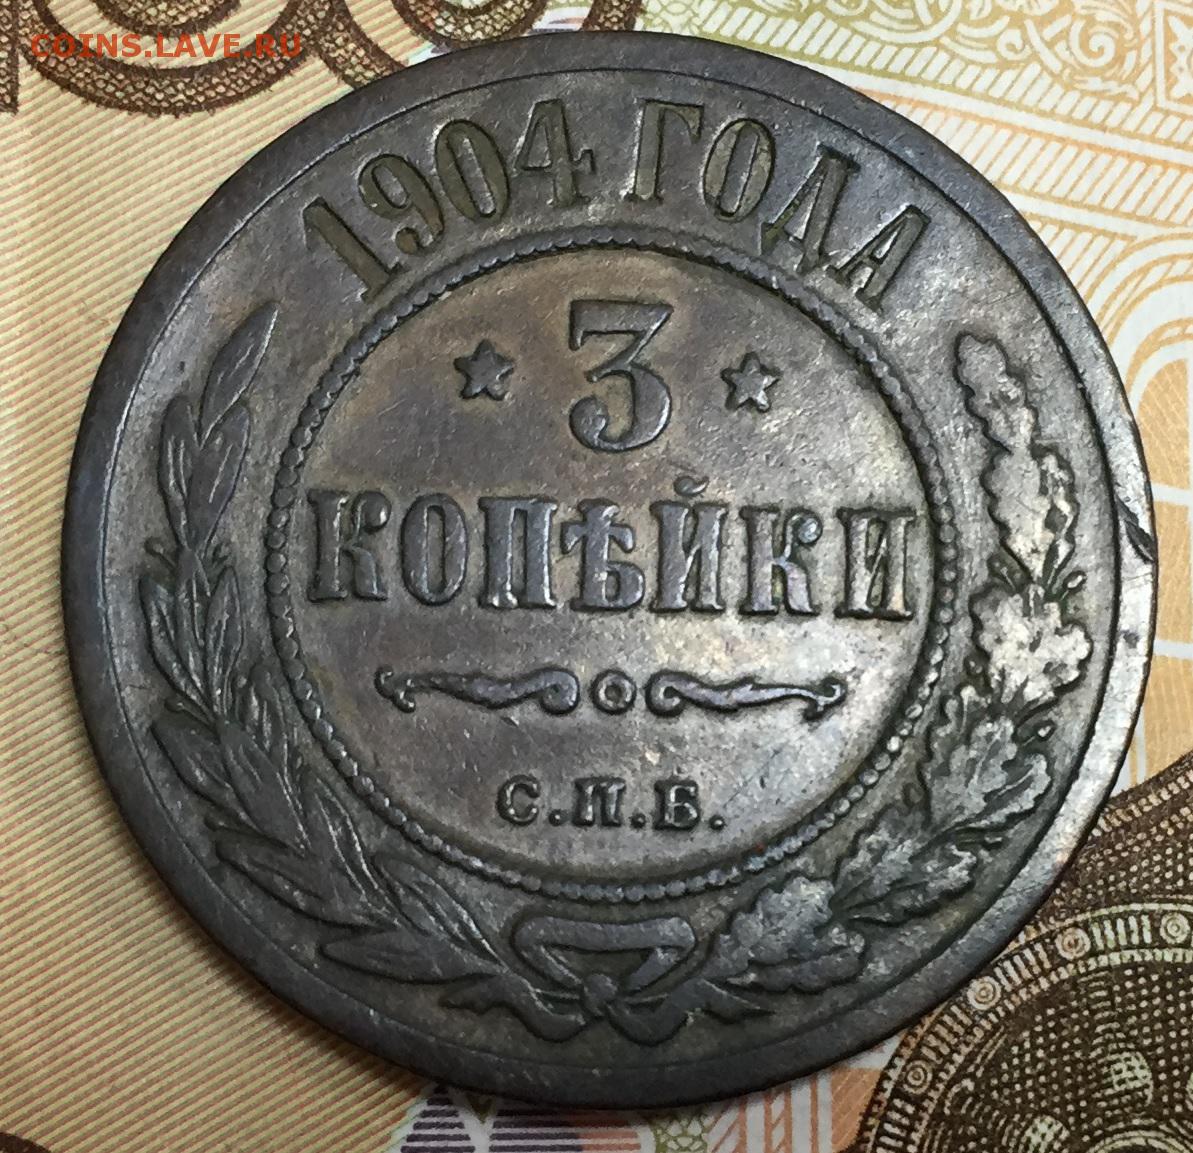 COINS.LAVE.RU
1904 ГОДА
3
КОПѢЙКИ
С.П.Б.